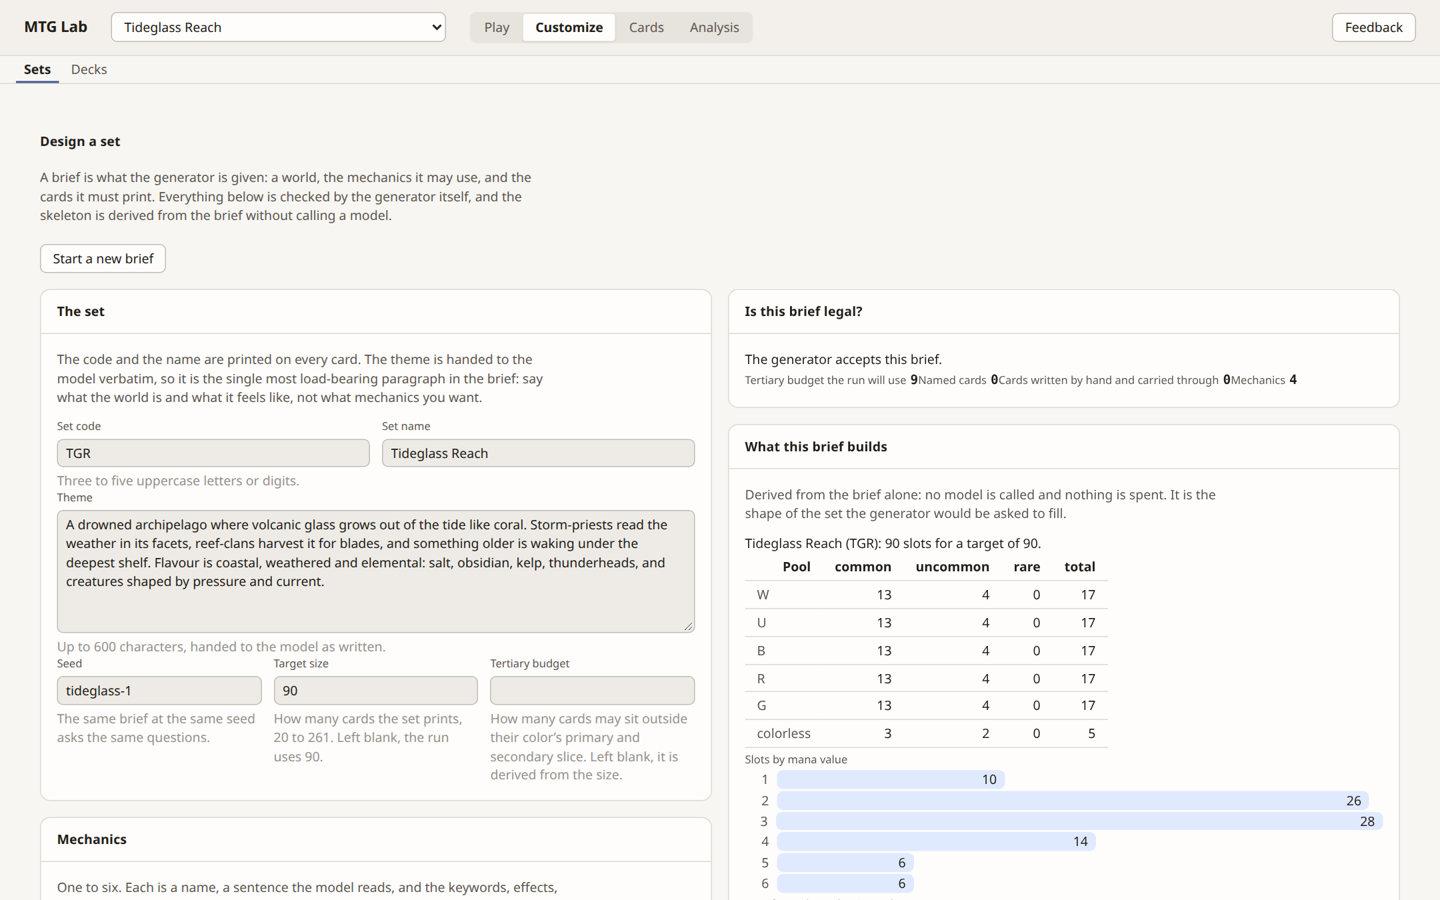 MTG Lab
Tideglass Reach
Play
Customize
Cards
Analysis
Feedback
Sets
Decks
Design a set
A brief is what the generator is given: a world, the mechanics it may use, and the
cards it must print. Everything below is checked by the generator itself, and the
skeleton is derived from the brief without calling a model.
Start a new brief
The set
The code and the name are printed on every card. The theme is handed to the
model verbatim, so it is the single most load-bearing paragraph in the brief: say
what the world is and what it feels like, not what mechanics you want.
Set code
Set name
TGR
Tideglass Reach
Three to five uppercase letters or digits.
Theme
A drowned archipelago where volcanic glass grows out of the tide like coral. Storm-priests read the
weather in its facets, reef-clans harvest it for blades, and something older is waking under the
deepest shelf. Flavour is coastal, weathered and elemental: salt, obsidian, kelp, thunderheads, and
creatures shaped by pressure and current.
Up to 600 characters, handed to the model as written.
Seed
Target size
Tertiary budget
tideglass-1
90
The same brief at the same seed
asks the same questions.
How many cards the set prints,
20 to 261. Left blank, the run
uses 90.
How many cards may sit outside
their color's primary and
secondary slice. Left blank, it is
derived from the size.
Mechanics
One to six. Each is a name, a sentence the model reads, and the keywords, effects,
Is this brief legal?
The generator accepts this brief.
Tertiary budget the run will use 9Named cards 0Cards written by hand and carried through 0Mechanics 4
What this brief builds
Derived from the brief alone: no model is called and nothing is spent. It is the
shape of the set the generator would be asked to fill.
Tideglass Reach (TGR): 90 slots for a target of 90.
Pool common uncommon rare total
W 13 4 0 17
U 13 4 0 17
B 13 4 0 17
R 13 4 0 17
G 13 4 0 17
colorless 3 2 0 5
Slots by mana value
1 10
2 26
3 28
4 14
5 6
6 6